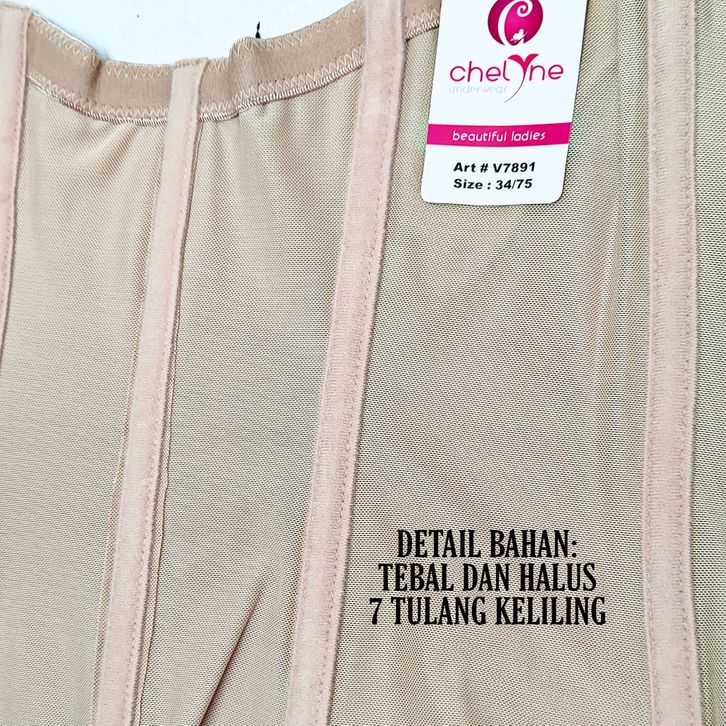 chelyne
underwear
beautiful ladies
Art # V7891
Size : 34/75
DETAIL BAHAN:
TEBAL DAN HALUS
7 TULANG KELILING